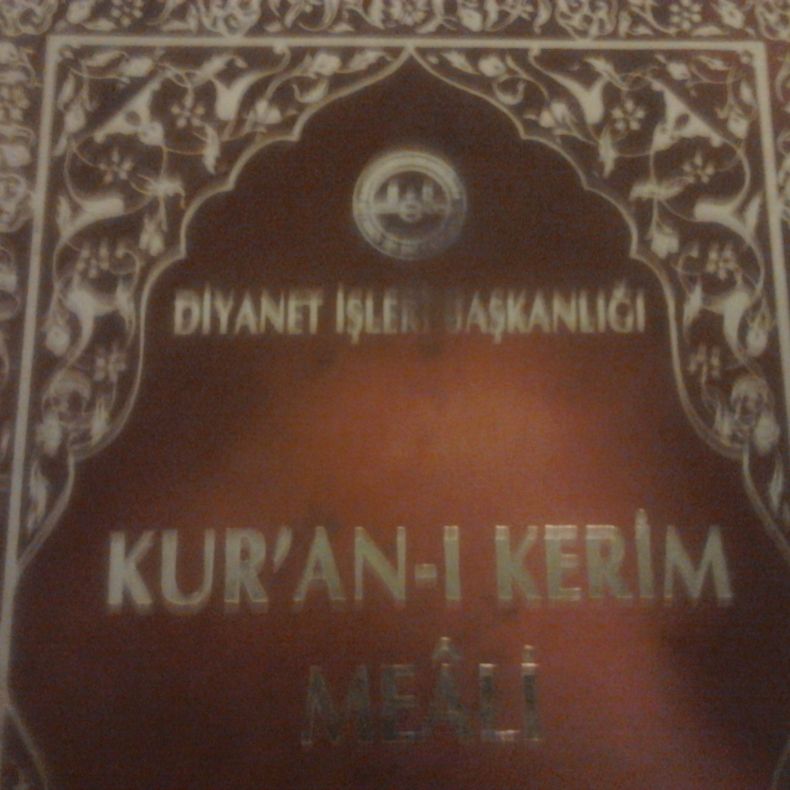 DİYANET İŞLERİ BAŞKANLIĞI
KUR'AN-I KERİM
MEÂLİ